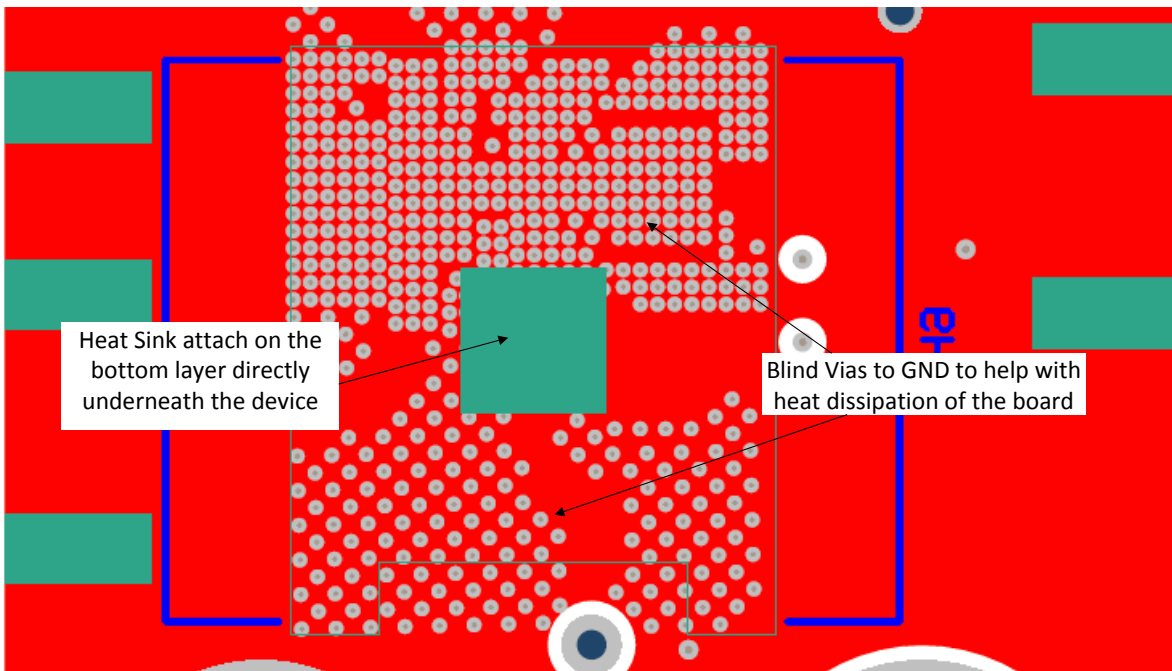 Heat Sink attach on the
bottom layer directly
underneath the device
Blind Vias to GND to help with
heat dissipation of the board